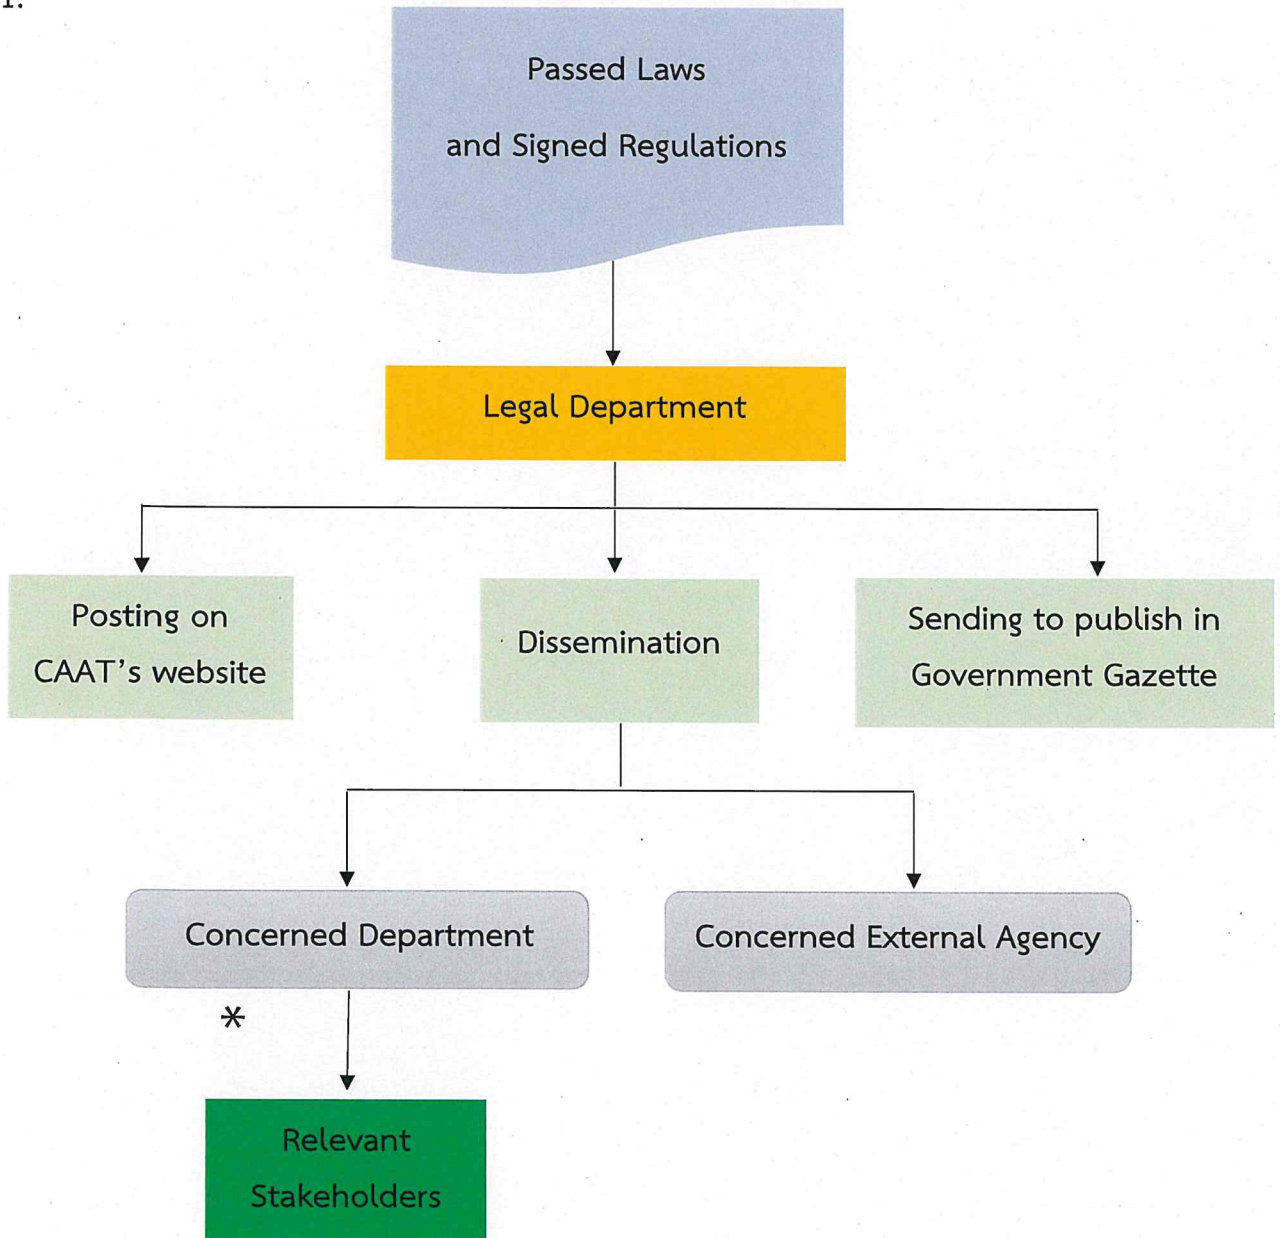 1.
Passed Laws
and Signed Regulations
Legal Department
Posting on
CAAT's website
Dissemination
Sending to publish in
Government Gazette
Concerned Department
Concerned External Agency
*
Relevant
Stakeholders